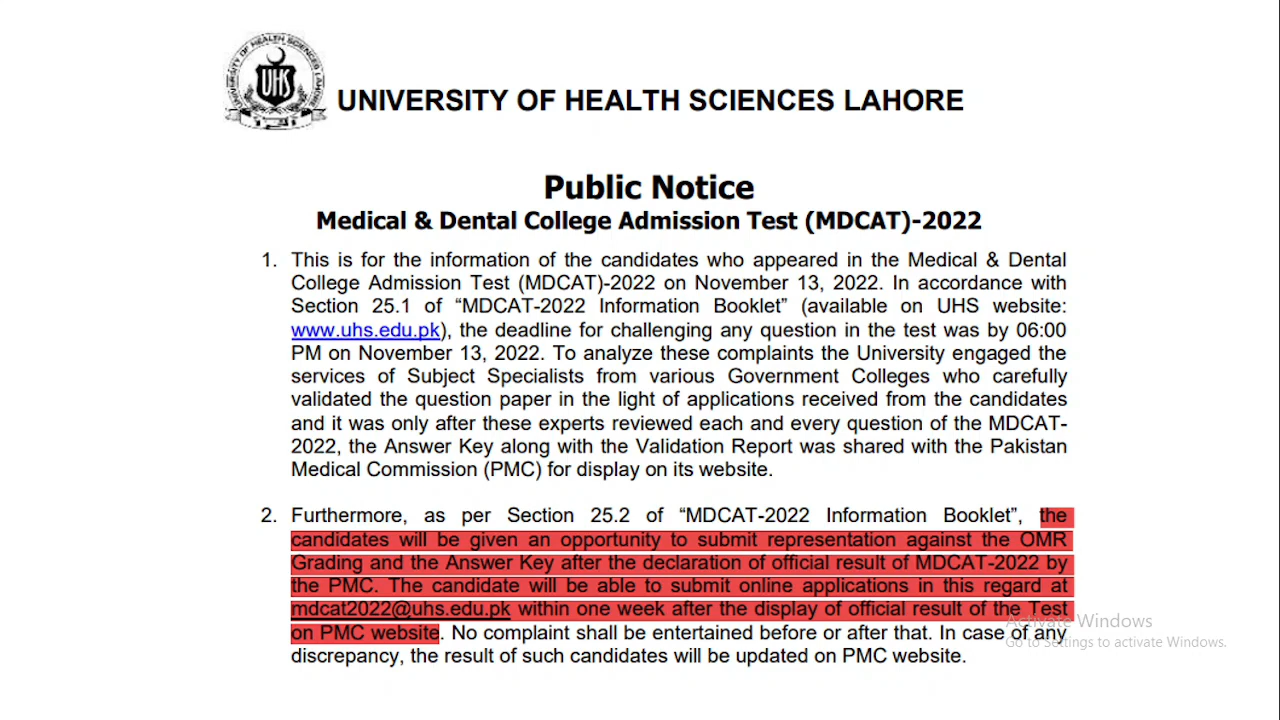 UNIVERSITY OF HEALTH SCIENCES LAHORE
UHS
UNIVERSITY OF HEALTH SCIENCES LAHORE
Public Notice
Medical & Dental College Admission Test (MDCAT)-2022
1. This is for the information of the candidates who appeared in the Medical & Dental
College Admission Test (MDCAT)-2022 on November 13, 2022. In accordance with
Section 25.1 of “MDCAT-2022 Information Booklet” (available on UHS website:
www.uhs.edu.pk), the deadline for challenging any question in the test was by 06:00
PM on November 13, 2022. To analyze these complaints the University engaged the
services of Subject Specialists from various Government Colleges who carefully
validated the question paper in the light of applications received from the candidates
and it was only after these experts reviewed each and every question of the MDCAT-
2022, the Answer Key along with the Validation Report was shared with the Pakistan
Medical Commission (PMC) for display on its website.
2. Furthermore, as per Section 25.2 of “MDCAT-2022 Information Booklet”, the
candidates will be given an opportunity to submit representation against the OMR
Grading and the Answer Key after the declaration of official result of MDCAT-2022 by
the PMC. The candidate will be able to submit online applications in this regard at
mdcat2022@uhs.edu.pk within one week after the display of official result of the Test
on PMC website. No complaint shall be entertained before or after that. In case of any
discrepancy, the result of such candidates will be updated on PMC website.
Activate Windows
Go to Settings to activate Windows.